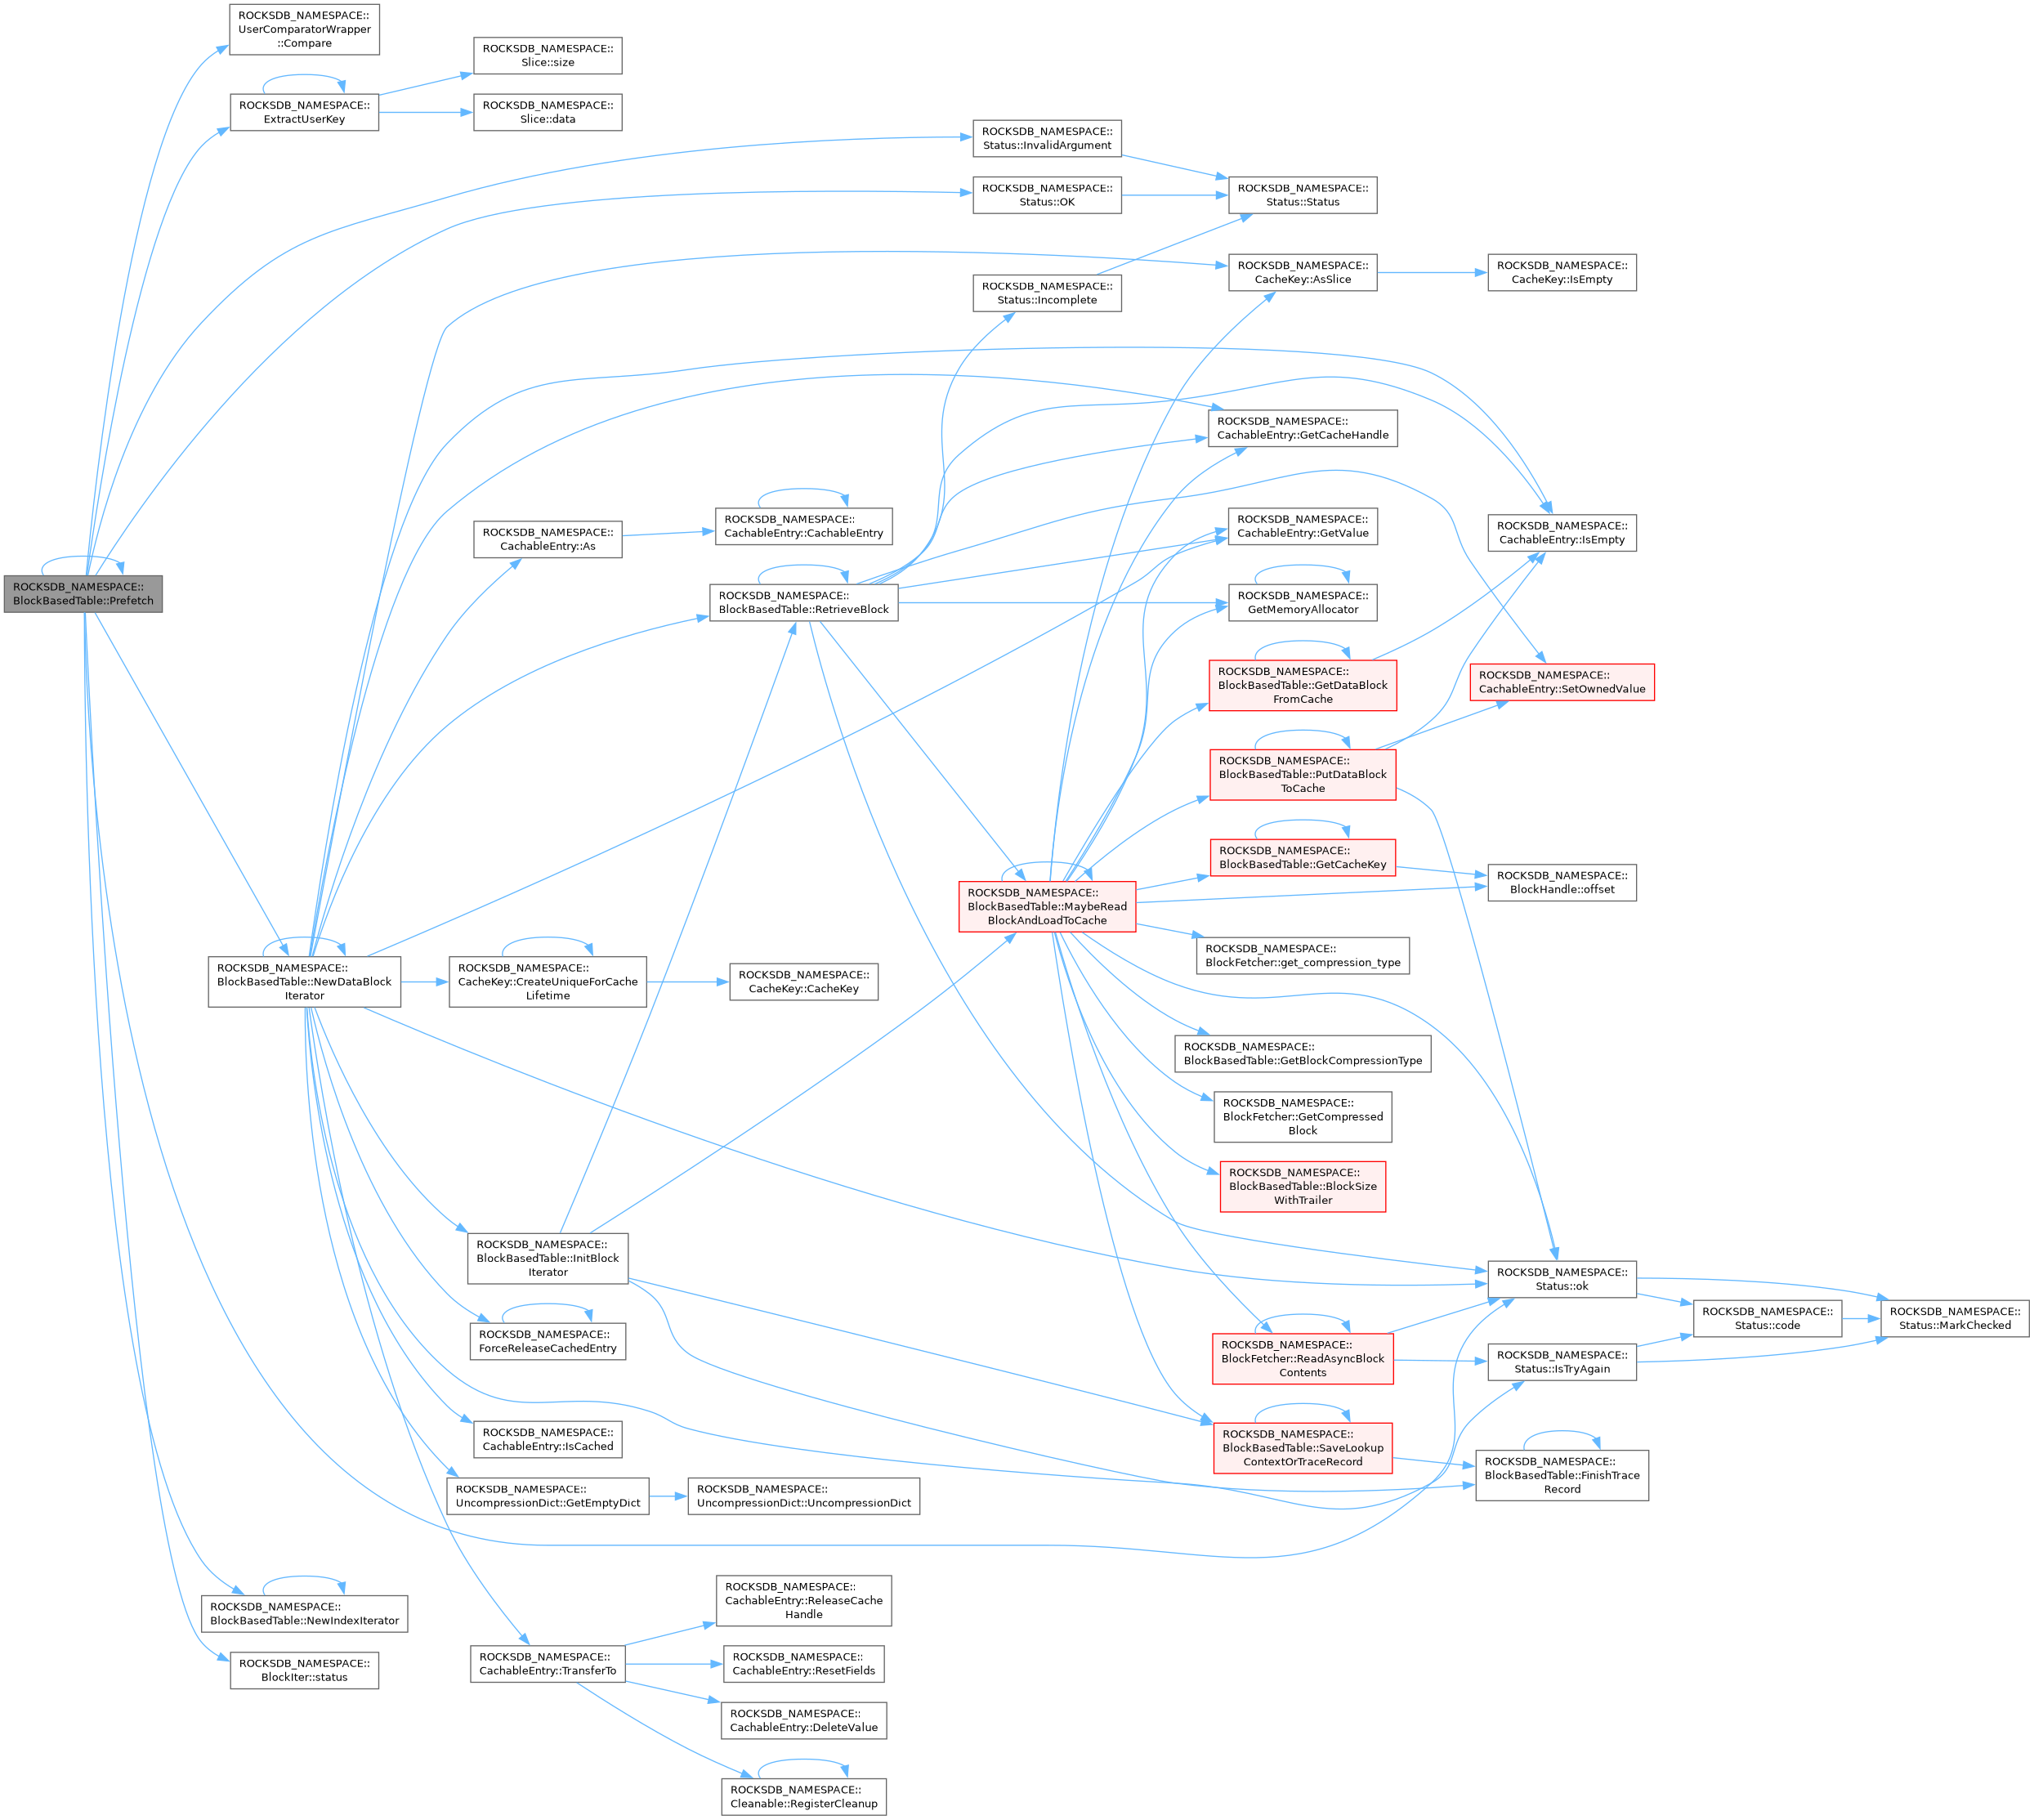 ROCKSDB_NAMESPACE::
UserComparatorWrapper
::Compare
ROCKSDB_NAMESPACE::
Slice::size
ROCKSDB_NAMESPACE::
ExtractUserKey
ROCKSDB_NAMESPACE::
Slice::data
ROCKSDB_NAMESPACE::
Status::InvalidArgument
ROCKSDB_NAMESPACE::
Status::OK
ROCKSDB_NAMESPACE::
Status::Status
ROCKSDB_NAMESPACE::
CacheKey::AsSlice
ROCKSDB_NAMESPACE::
CacheKey::IsEmpty
ROCKSDB_NAMESPACE::
Status::Incomplete
ROCKSDB_NAMESPACE::
CachableEntry::GetCacheHandle
ROCKSDB_NAMESPACE::
CachableEntry::As
ROCKSDB_NAMESPACE::
CachableEntry::CachableEntry
ROCKSDB_NAMESPACE::
CachableEntry::GetValue
ROCKSDB_NAMESPACE::
CachableEntry::IsEmpty
ROCKSDB_NAMESPACE::
BlockBasedTable::Prefetch
ROCKSDB_NAMESPACE::
BlockBasedTable::RetrieveBlock
ROCKSDB_NAMESPACE::
GetMemoryAllocator
ROCKSDB_NAMESPACE::
BlockBasedTable::GetDataBlock
FromCache
ROCKSDB_NAMESPACE::
CachableEntry::SetOwnedValue
ROCKSDB_NAMESPACE::
BlockBasedTable::PutDataBlock
ToCache
ROCKSDB_NAMESPACE::
BlockBasedTable::GetCacheKey
ROCKSDB_NAMESPACE::
BlockHandle::offset
ROCKSDB_NAMESPACE::
BlockBasedTable::MaybeRead
BlockAndLoadToCache
ROCKSDB_NAMESPACE::
BlockFetcher::get_compression_type
ROCKSDB_NAMESPACE::
BlockBasedTable::NewDataBlock
Iterator
ROCKSDB_NAMESPACE::
CacheKey::CreateUniqueForCache
Lifetime
ROCKSDB_NAMESPACE::
CacheKey::CacheKey
ROCKSDB_NAMESPACE::
BlockBasedTable::GetBlockCompressionType
ROCKSDB_NAMESPACE::
BlockFetcher::GetCompressed
Block
ROCKSDB_NAMESPACE::
BlockBasedTable::BlockSize
WithTrailer
ROCKSDB_NAMESPACE::
BlockBasedTable::InitBlock
Iterator
ROCKSDB_NAMESPACE::
Status::ok
ROCKSDB_NAMESPACE::
Status::code
ROCKSDB_NAMESPACE::
Status::MarkChecked
ROCKSDB_NAMESPACE::
ForceReleaseCachedEntry
ROCKSDB_NAMESPACE::
BlockFetcher::ReadAsyncBlock
Contents
ROCKSDB_NAMESPACE::
Status::IsTryAgain
ROCKSDB_NAMESPACE::
CachableEntry::IsCached
ROCKSDB_NAMESPACE::
BlockBasedTable::SaveLookup
ContextOrTraceRecord
ROCKSDB_NAMESPACE::
BlockBasedTable::FinishTrace
Record
ROCKSDB_NAMESPACE::
UncompressionDict::GetEmptyDict
ROCKSDB_NAMESPACE::
UncompressionDict::UncompressionDict
ROCKSDB_NAMESPACE::
BlockBasedTable::NewIndexIterator
ROCKSDB_NAMESPACE::
CachableEntry::ReleaseCache
Handle
ROCKSDB_NAMESPACE::
BlockIter::status
ROCKSDB_NAMESPACE::
CachableEntry::TransferTo
ROCKSDB_NAMESPACE::
CachableEntry::ResetFields
ROCKSDB_NAMESPACE::
CachableEntry::DeleteValue
ROCKSDB_NAMESPACE::
Cleanable::RegisterCleanup